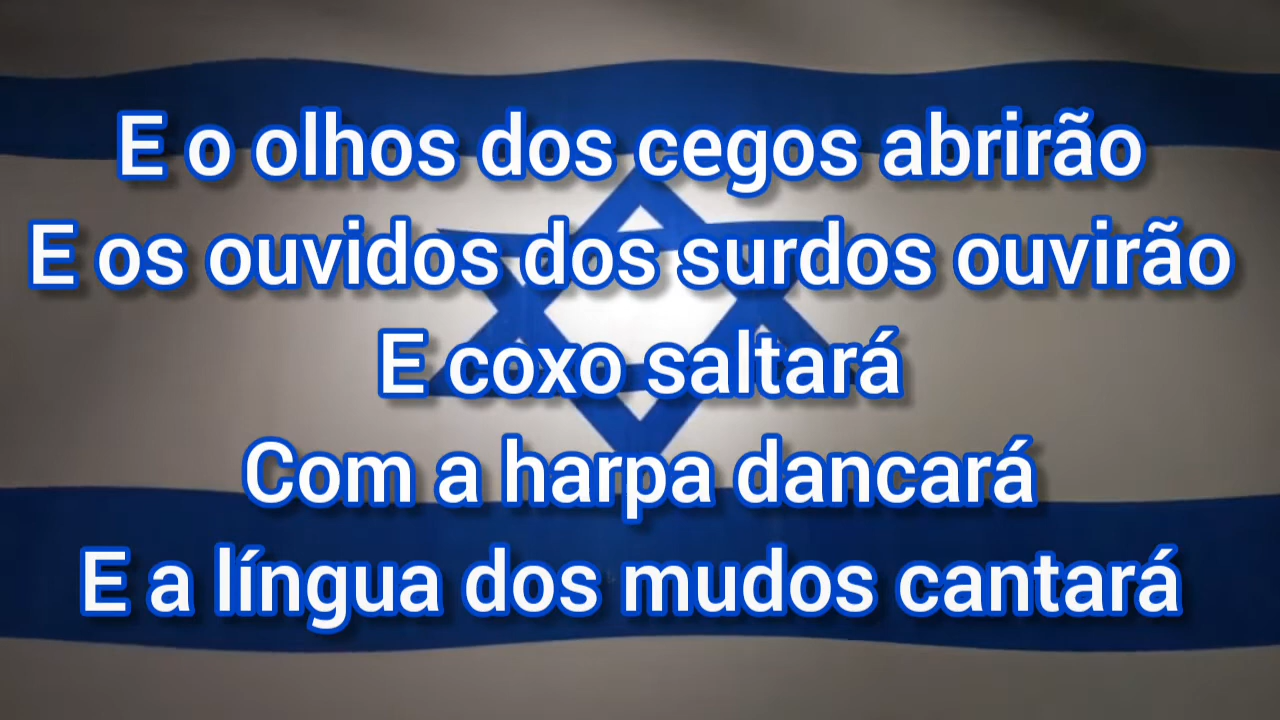 E o olhos dos cegos abrirão
E os ouvidos dos surdos ouvirão
E coxo saltará
Com a harpa dancará
E a língua dos mudos cantará